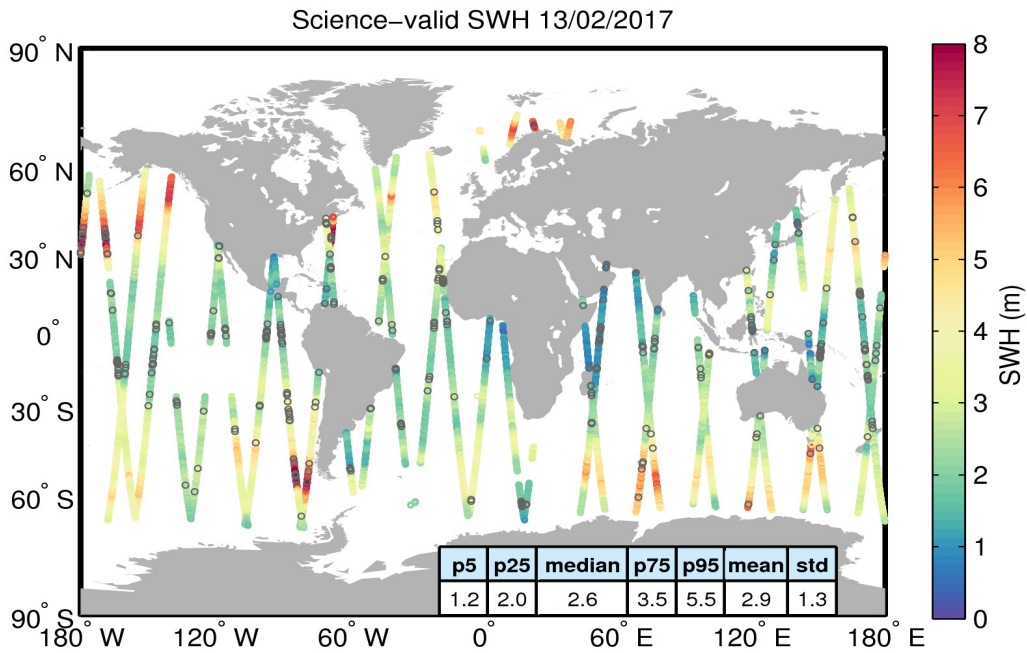 Science-valid SWH 13/02/2017
90° N
60° N
30° N
0°
30° S
60° S
90° S
180° W
120° W
60° W
0°
60° E
120° E
180° E
p5 p25 median p75 p95 mean std
1.2 2.0 2.6 3.5 5.5 2.9 1.3
8
7
6
5
4
3
2
1
0
SWH (m)